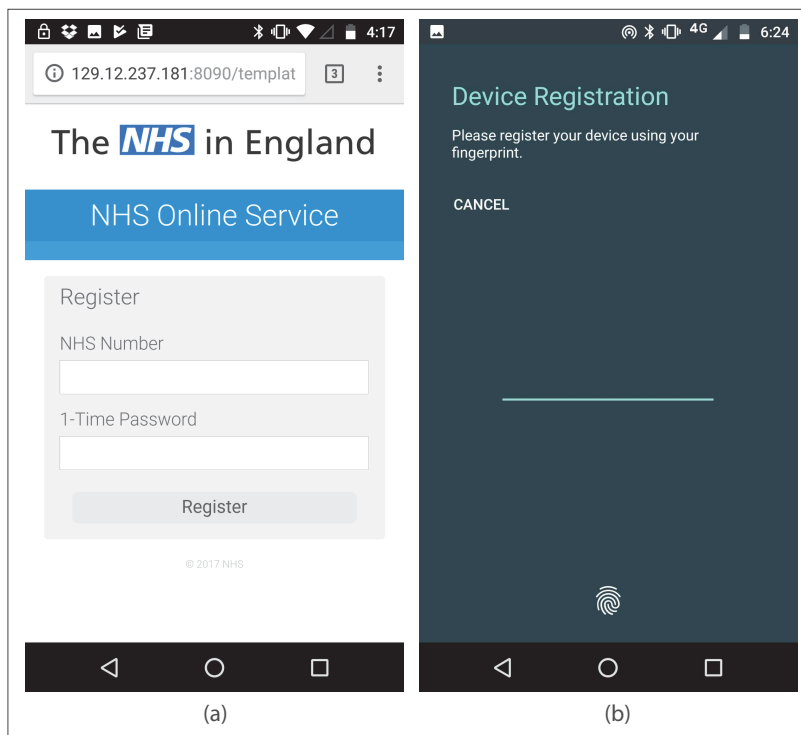 4:17
129.12.237.181:8090/templat
3
The NHS in England
NHS Online Service
Register
NHS Number
1-Time Password
Register
© 2017 NHS
(a)
4G 6:24
Device Registration
Please register your device using your
fingerprint.
CANCEL
(b)